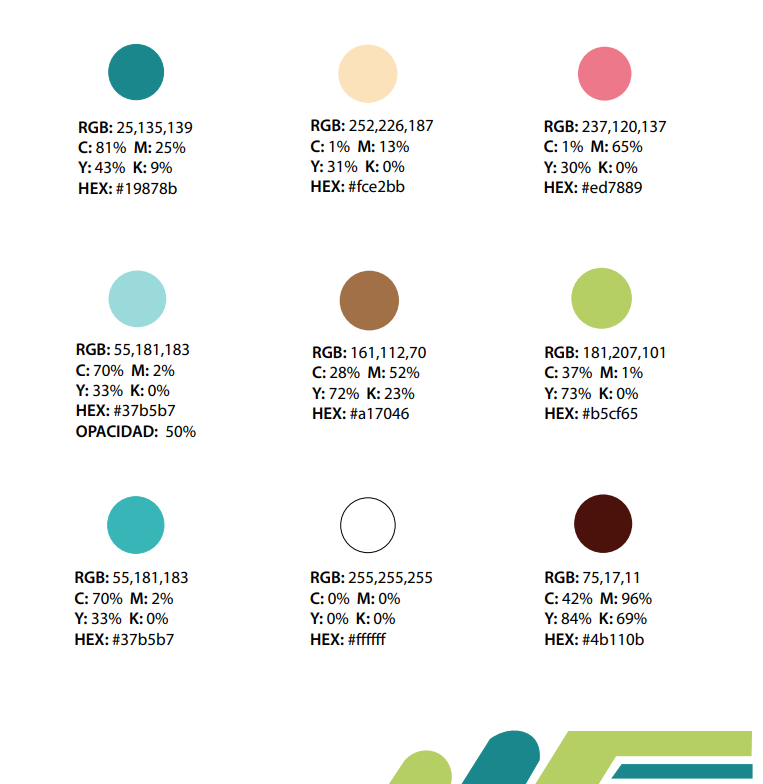 RGB: 25,135,139
C: 81% M: 25%
Y: 43% K: 9%
HEX: #19878b
RGB: 252,226,187
C: 1% M: 13%
Y: 31% K: 0%
HEX: #fce2bb
RGB: 237,120,137
C: 1% M: 65%
Y: 30% K: 0%
HEX: #ed7889
RGB: 55,181,183
C: 70% M: 2%
Y: 33% K: 0%
HEX: #37b5b7
OPACIDAD: 50%
RGB: 161,112,70
C: 28% M: 52%
Y: 72% K: 23%
HEX: #a17046
RGB: 181,207,101
C: 37% M: 1%
Y: 73% K: 0%
HEX: #b5cf65
RGB: 55,181,183
C: 70% M: 2%
Y: 33% K: 0%
HEX: #37b5b7
RGB: 255,255,255
C: 0% M: 0%
Y: 0% K: 0%
HEX: #ffffff
RGB: 75,17,11
C: 42% M: 96%
Y: 84% K: 69%
HEX: #4b110b